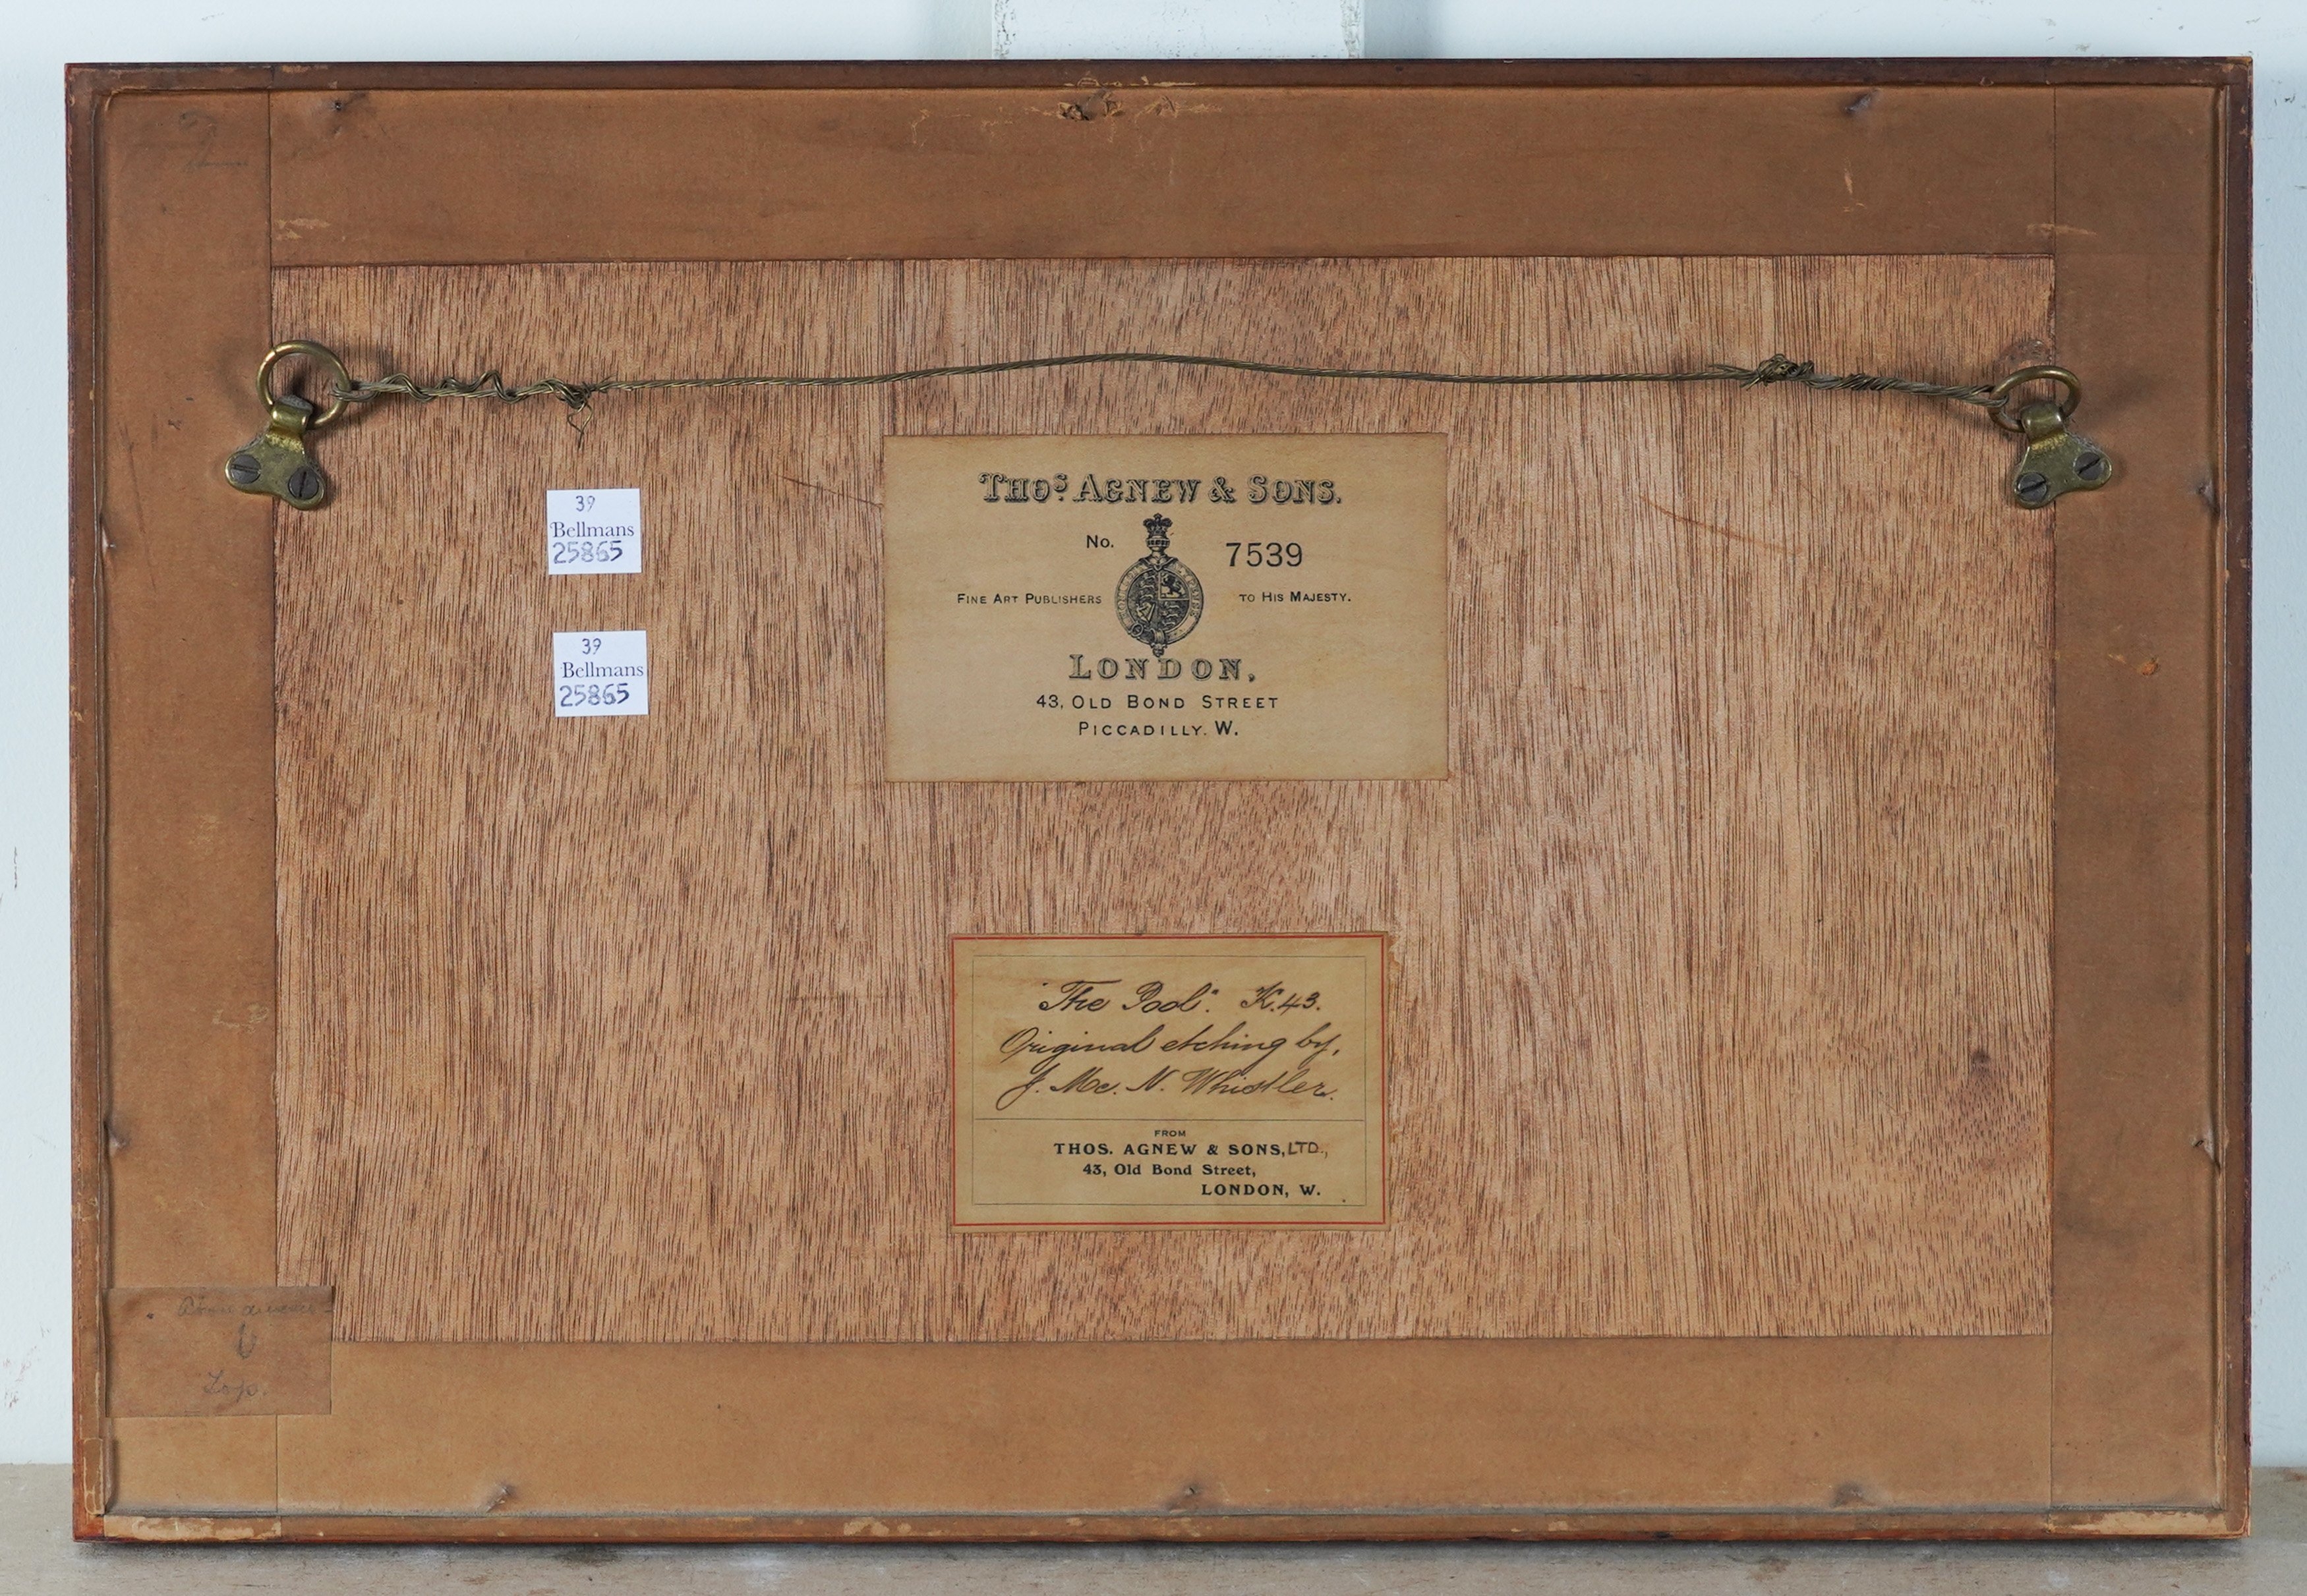 39
Bellmans
25865
39
Bellmans
25865
THOS. AGNEW & SONS.
No. 7539
FINE ART PUBLISHERS TO HIS MAJESTY.
LONDON,
43, OLD BOND STREET
PICCADILLY. W.
"The Pool". K.43.
Original etching by,
J. Mc. N. Whistler.
FROM
THOS. AGNEW & SONS, LTD.,
43, Old Bond Street,
LONDON, W.